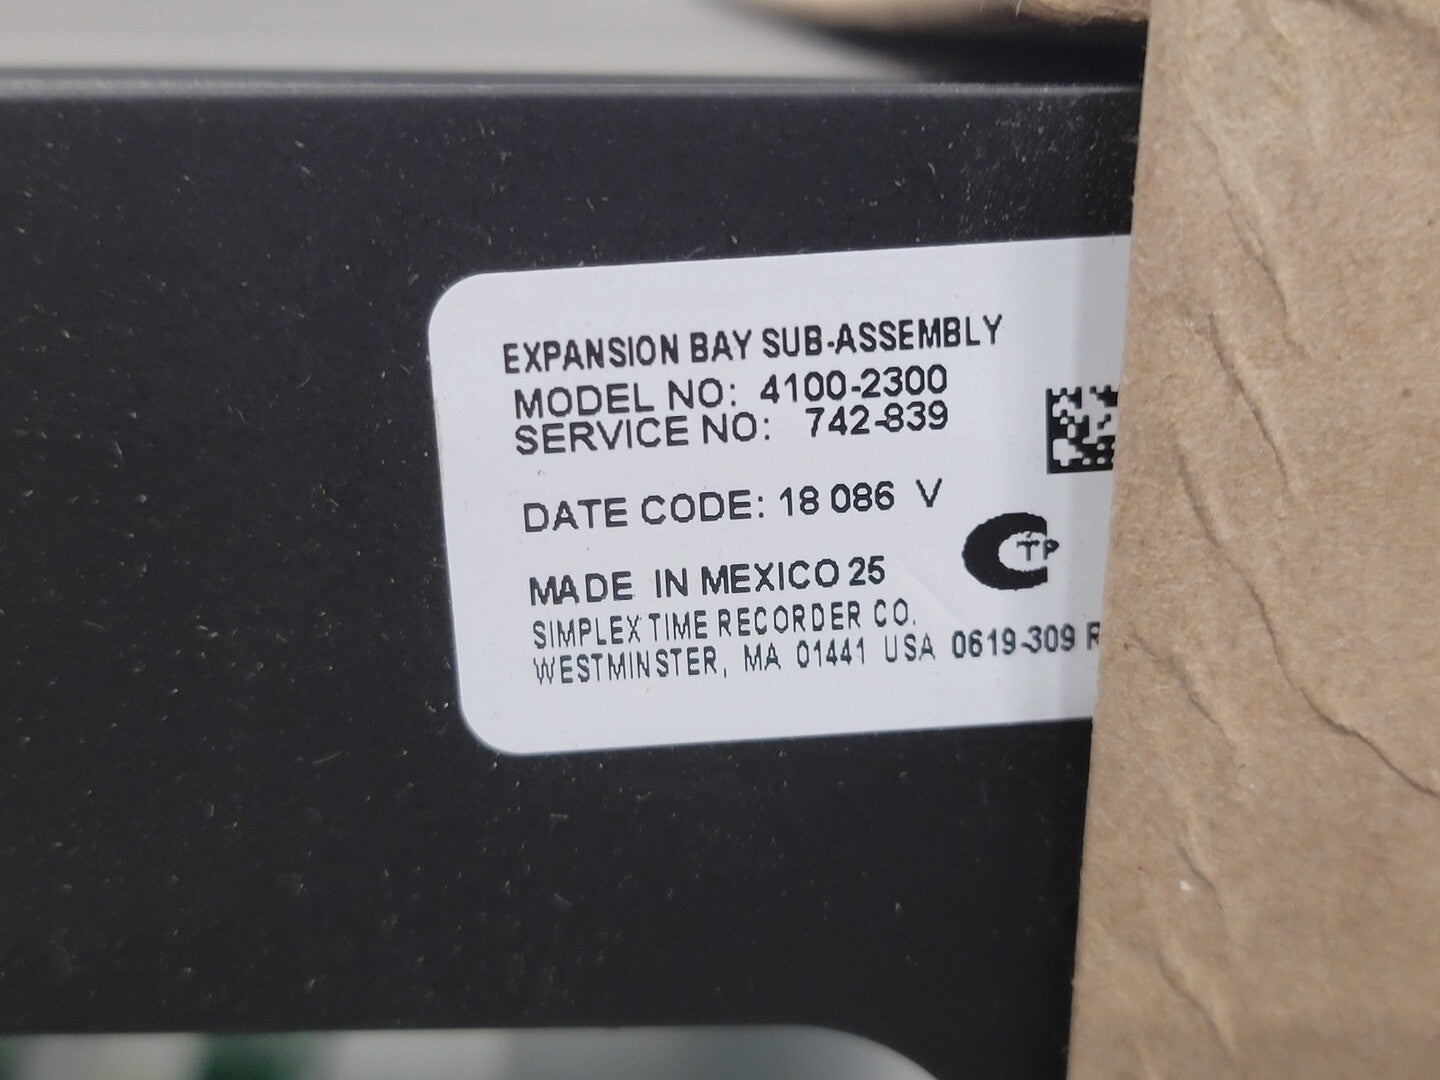 EXPANSION BAY SUB-ASSEMBLY
MODEL NO: 4100-2300
SERVICE NO: 742-839
DATE CODE: 18 086 V
CTP
MADE IN MEXICO 25
SIMPLEX TIME RECORDER CO.
WESTMINSTER, MA 01441 USA 0619-309 R